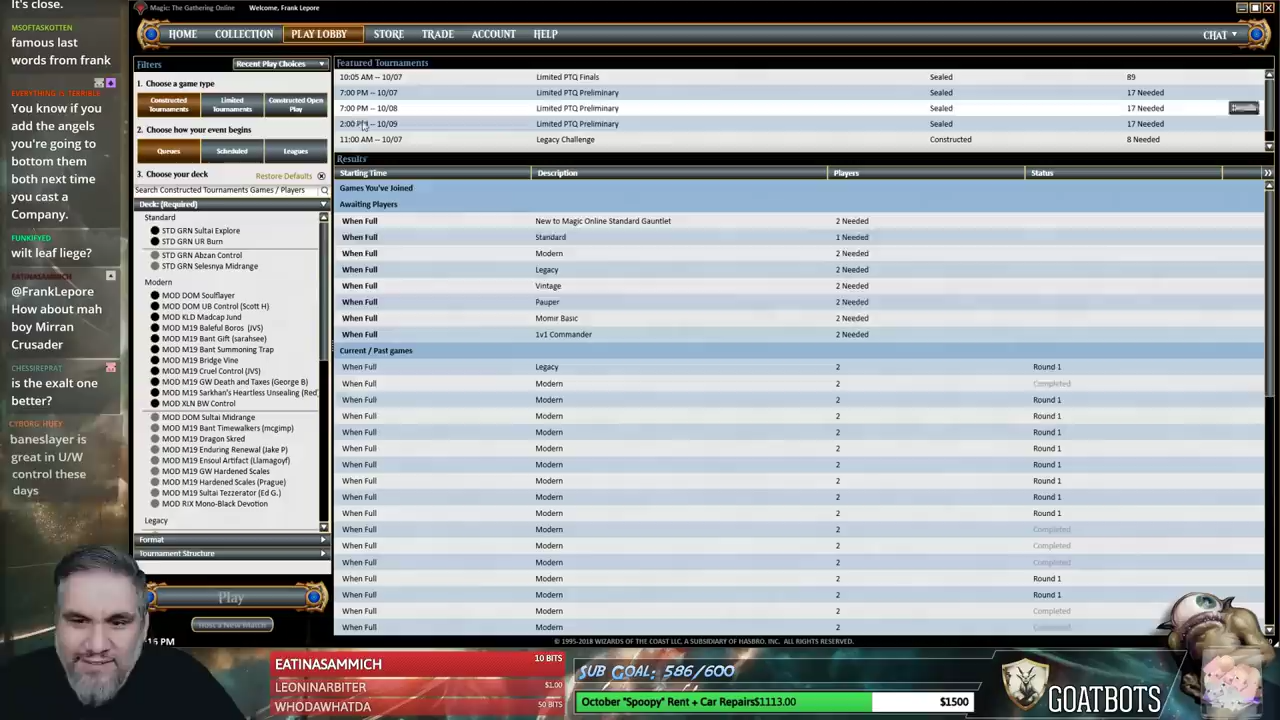 It's close.
MSOFTASKOTTEN
famous last
words from frank
EVERYTHING IS TERRIBLE
You know if you
add the angels
you're going to
bottom them
both next time
you cast a
Company.
FUNKIFYED
wilt leaf liege?
EATINASAMMICH
@FrankLepore
How about mah
boy Mirran
Crusader
CHESSIREPRAT
is the exalt one
better?
CYBORG_HUEY
baneslayer is
great in U/W
control these
days
Magic: The Gathering Online Welcome, Frank Lepore
HOME COLLECTION PLAY LOBBY STORE TRADE ACCOUNT HELP CHAT
Filters Recent Play Choices
1. Choose a game type
Constructed Tournaments Limited Tournaments Constructed Open Play
2. Choose how your event begins
Queues Scheduled Leagues
3. Choose your deck Restore Defaults
Search Constructed Tournaments Games / Players
Deck: (Required)
Standard
STD GRN Sultai Explore
STD GRN UR Burn
STD GRN Abzan Control
STD GRN Selesnya Midrange
Modern
MOD DOM Soulflayer
MOD DOM UB Control (Scott H)
MOD KLD Madcap Jund
MOD M19 Baleful Boros (JVS)
MOD M19 Bant Gift (sarahsee)
MOD M19 Bant Summoning Trap
MOD M19 Bridge Vine
MOD M19 Cruel Control (JVS)
MOD M19 GW Death and Taxes (George B)
MOD M19 Sarkhan's Heartless Unsealing (Red
MOD XLN BW Control
MOD DOM Sultai Midrange
MOD M19 Bant Timewalkers (mcgimp)
MOD M19 Dragon Skred
MOD M19 Enduring Renewal (Jake P)
MOD M19 Ensoul Artifact (Llamagoyf)
MOD M19 GW Hardened Scales
MOD M19 Hardened Scales (Prague)
MOD M19 Sultai Tezzerator (Ed G.)
MOD RIX Mono-Black Devotion
Legacy
Format
Tournament Structure
Play
Host a New Match
:16 PM
Featured Tournaments
10:05 AM -- 10/07 Limited PTQ Finals Sealed 89
7:00 PM -- 10/07 Limited PTQ Preliminary Sealed 17 Needed
7:00 PM -- 10/08 Limited PTQ Preliminary Sealed 17 Needed
2:00 PM -- 10/09 Limited PTQ Preliminary Sealed 17 Needed
11:00 AM -- 10/07 Legacy Challenge Constructed 8 Needed
Results
Starting Time Description Players Status
Games You've Joined
Awaiting Players
When Full New to Magic Online Standard Gauntlet 2 Needed
When Full Standard 1 Needed
When Full Modern 2 Needed
When Full Legacy 2 Needed
When Full Vintage 2 Needed
When Full Pauper 2 Needed
When Full Momir Basic 2 Needed
When Full 1v1 Commander 2 Needed
Current / Past games
When Full Legacy 2 Round 1
When Full Modern 2 Completed
When Full Modern 2 Round 1
When Full Modern 2 Round 1
When Full Modern 2 Round 1
When Full Modern 2 Round 1
When Full Modern 2 Round 1
When Full Modern 2 Round 1
When Full Modern 2 Round 1
When Full Modern 2 Round 1
When Full Modern 2 Completed
When Full Modern 2 Completed
When Full Modern 2 Completed
When Full Modern 2 Round 1
When Full Modern 2 Round 1
When Full Modern 2 Completed
When Full Modern 2
© 1995-2018 WIZARDS OF THE COAST LLC, A SUBSIDIARY OF HASBRO, INC. ALL RIGHTS RESERVED.
EATINASAMMICH 10 BITS
LEONINARBITER $1.00
WHODAWHATDA 50 BITS
SUB GOAL: 586/600
October "Spoopy" Rent + Car Repairs $1113.00 $1500
GOATBOTS